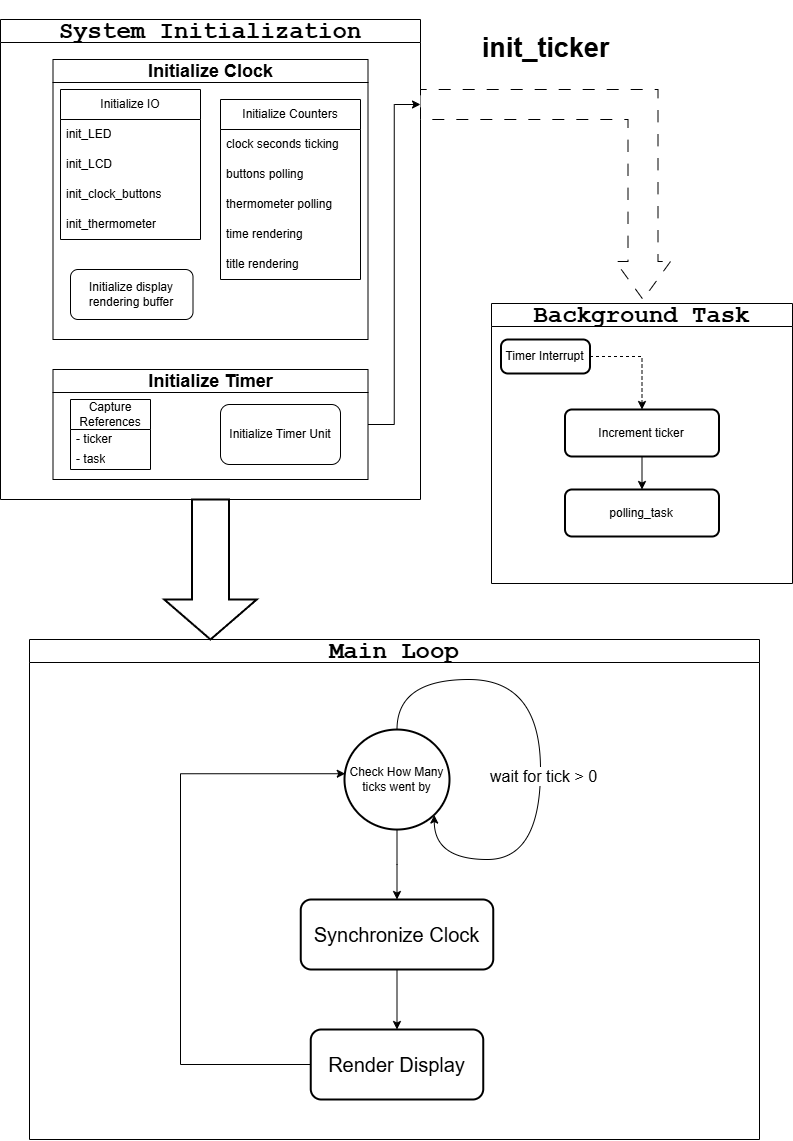 System Initialization
init_ticker
Initialize Clock
Initialize IO
init_LED
init_LCD
init_clock_buttons
init_thermometer
Initialize Counters
clock seconds ticking
buttons polling
thermometer polling
time rendering
title rendering
Initialize display
rendering buffer
Initialize Timer
Capture
References
- ticker
- task
Initialize Timer Unit
Background Task
Timer Interrupt
Increment ticker
polling_task
Main Loop
Check How Many
ticks went by
wait for tick > 0
Synchronize Clock
Render Display